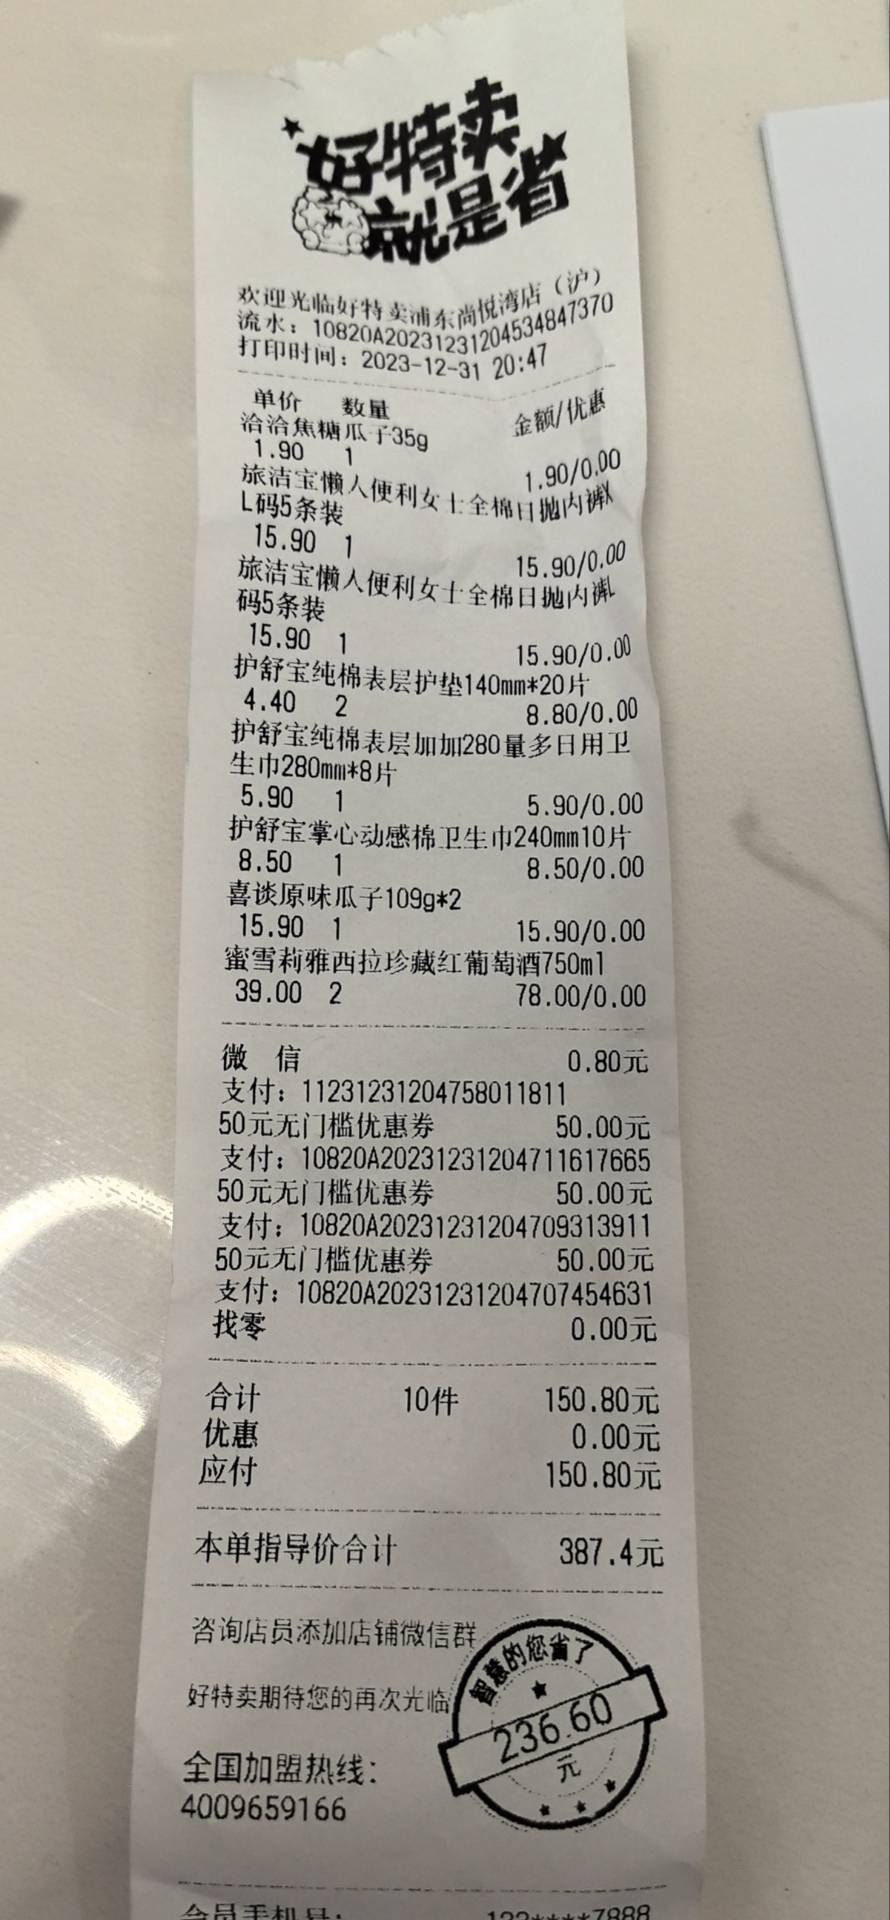 好特卖
就是省
欢迎光临好特卖浦东尚悦湾店（沪）
流水：10820A20231231204534847370
打印时间：2023-12-31 20:47
单价 数量 金额/优惠
洽洽焦糖瓜子35g
1.90 1 1.90/0.00
旅洁宝懒人便利女士全棉日抛内裤X
L码5条装
15.90 1 15.90/0.00
旅洁宝懒人便利女士全棉日抛内裤L
码5条装
15.90 1 15.90/0.00
护舒宝纯棉表层护垫140mm*20片
4.40 2 8.80/0.00
护舒宝纯棉表层加加280量多日用卫
生巾280mm*8片
5.90 1 5.90/0.00
护舒宝掌心动感棉卫生巾240mm10片
8.50 1 8.50/0.00
喜谈原味瓜子109g*2
15.90 1 15.90/0.00
蜜雪莉雅西拉珍藏红葡萄酒750ml
39.00 2 78.00/0.00
微 信 0.80元
支付：11231231204758011811
50元无门槛优惠券 50.00元
支付：10820A20231231204711617665
50元无门槛优惠券 50.00元
支付：10820A20231231204709313911
50元无门槛优惠券 50.00元
支付：10820A20231231204707454631
找零 0.00元
合计 10件 150.80元
优惠 0.00元
应付 150.80元
本单指导价合计 387.4元
咨询店员添加店铺微信群
好特卖期待您的再次光临
智慧的您省了
236.60
元
全国加盟热线：
4009659166
会员手机号： 132****7888